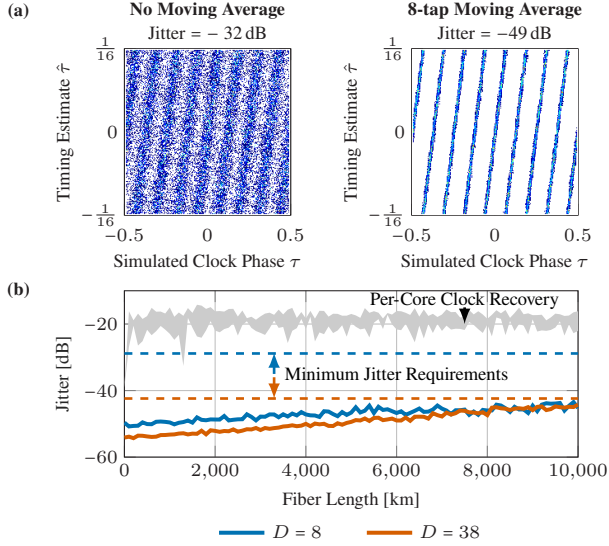 (a)
No Moving Average
Jitter = − 32 dB
8-tap Moving Average
Jitter = −49 dB
Timing Estimate τ̂
1/16
0
−1/16
−0.5 0 0.5
Simulated Clock Phase τ
Timing Estimate τ̂
1/16
0
−1/16
−0.5 0 0.5
Simulated Clock Phase τ
(b)
Jitter [dB]
−20
−40
−60
Per-Core Clock Recovery
Minimum Jitter Requirements
0 2,000 4,000 6,000 8,000 10,000
Fiber Length [km]
D = 8 D = 38